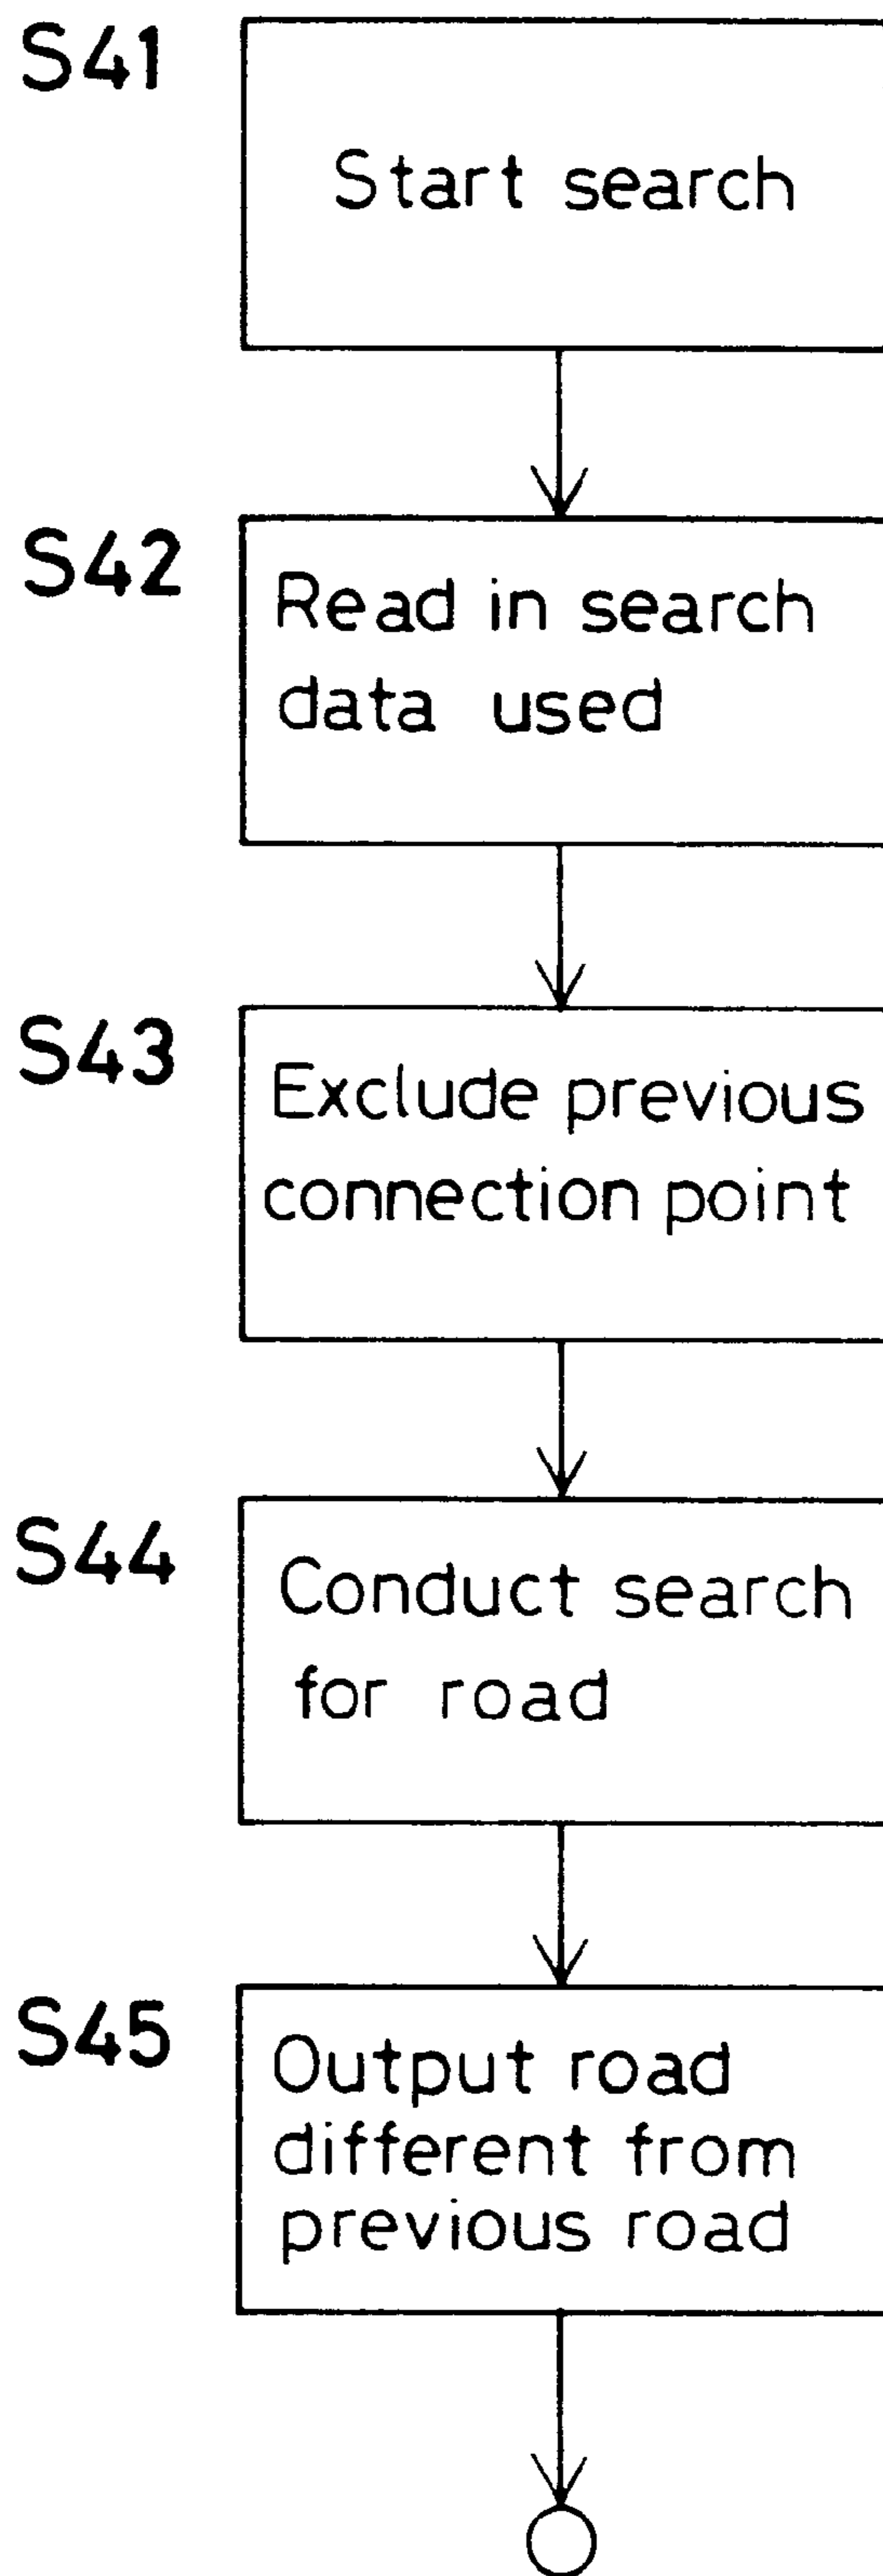 S41
Start search
S42
Read in search
data used
S43
Exclude previous
connection point
S44
Conduct search
for road
S45
Output road
different from
previous road